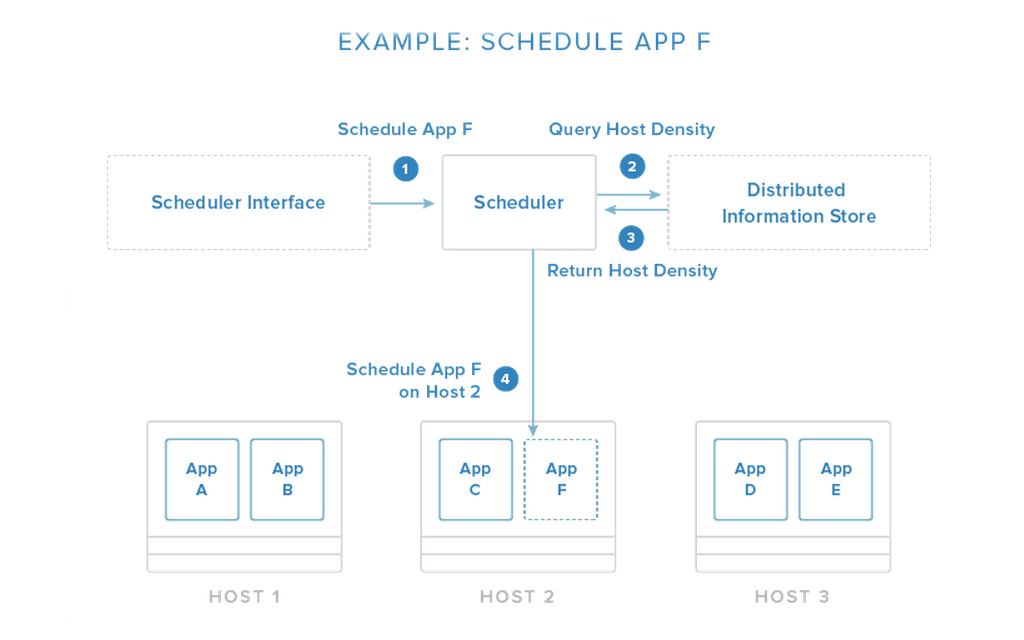 EXAMPLE: SCHEDULE APP F
Schedule App F
Query Host Density
1
2
Scheduler Interface
Scheduler
Distributed
Information Store
3
Return Host Density
Schedule App F
on Host 2
4
App
A
App
B
App
C
App
F
App
D
App
E
HOST 1
HOST 2
HOST 3